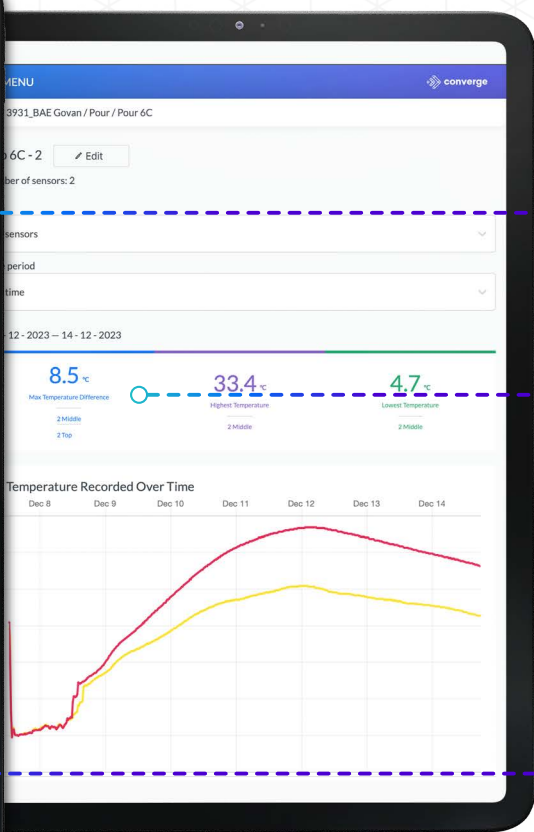 MENU
converge
3931_BAE Govan / Pour / Pour 6C
6C - 2
Edit
ber of sensors: 2
sensors
period
time
12 - 2023 — 14 - 12 - 2023
8.5 °C
33.4 °C
4.7 °C
Max Temperature Difference
Highest Temperature
Lowest Temperature
2 Middle
2 Middle
2 Middle
2 Top
Temperature Recorded Over Time
Dec 8 Dec 9 Dec 10 Dec 11 Dec 12 Dec 13 Dec 14